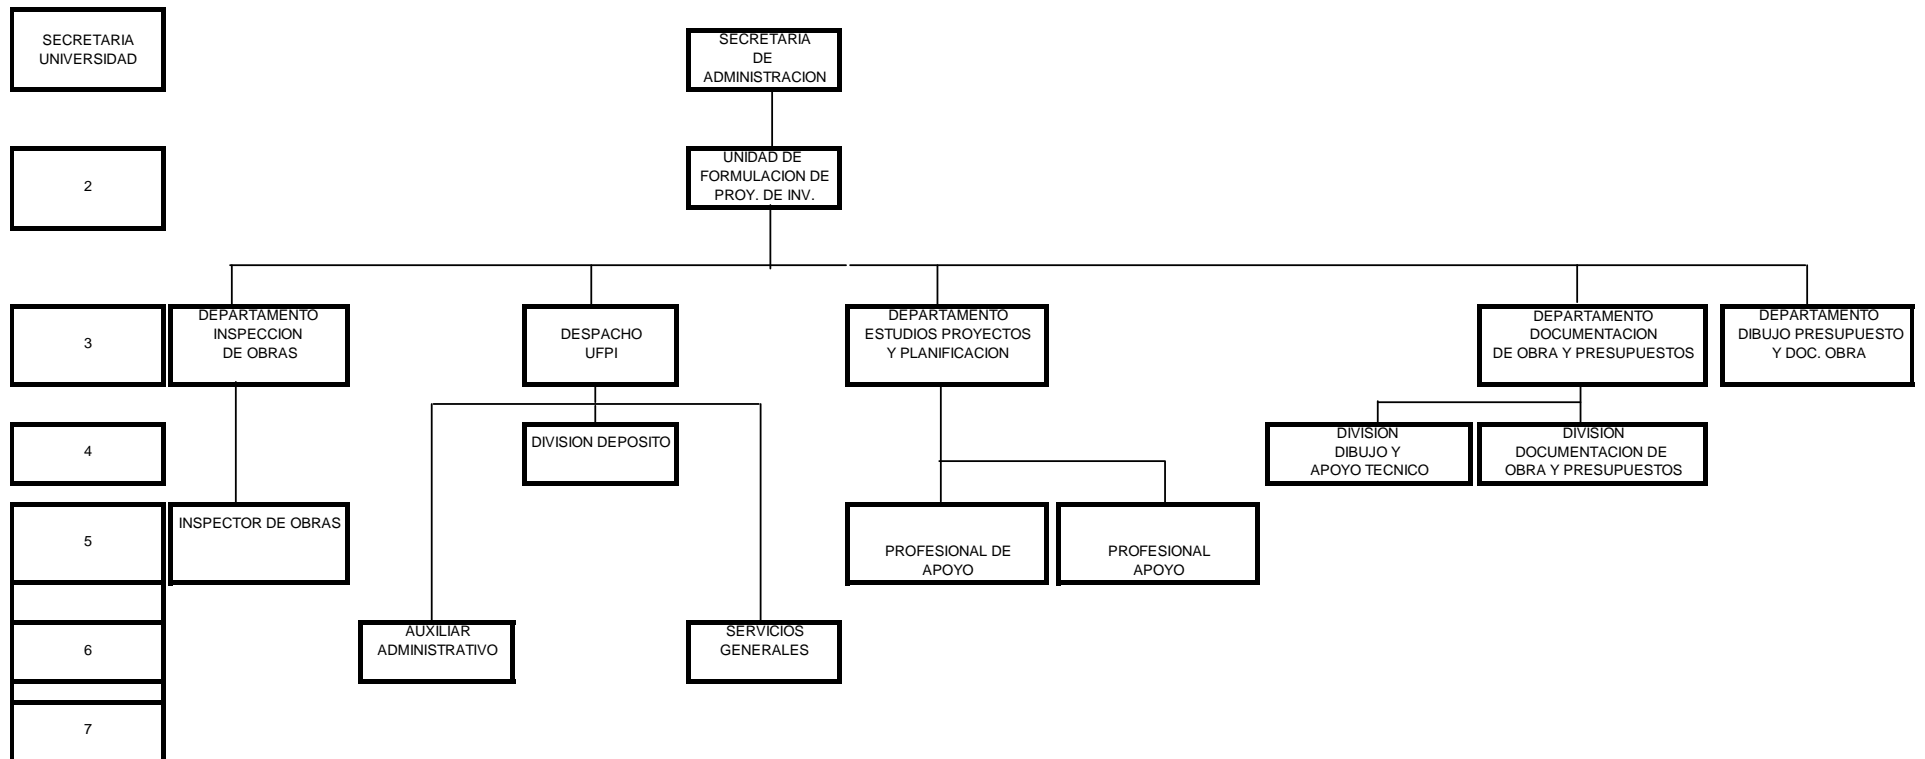 SECRETARIA
UNIVERSIDAD
SECRETARIA
DE
ADMINISTRACION
2
UNIDAD DE
FORMULACION DE
PROY. DE INV.
3
DEPARTAMENTO
INSPECCION
DE OBRAS
DESPACHO
UFPI
DEPARTAMENTO
ESTUDIOS PROYECTOS
Y PLANIFICACION
DEPARTAMENTO
DOCUMENTACION
DE OBRA Y PRESUPUESTOS
DEPARTAMENTO
DIBUJO PRESUPUESTO
Y DOC. OBRA
4
DIVISION DEPOSITO
DIVISION
DIBUJO Y
APOYO TECNICO
DIVISION
DOCUMENTACION DE
OBRA Y PRESUPUESTOS
5
INSPECTOR DE OBRAS
PROFESIONAL DE
APOYO
PROFESIONAL
APOYO
6
AUXILIAR
ADMINISTRATIVO
SERVICIOS
GENERALES
7